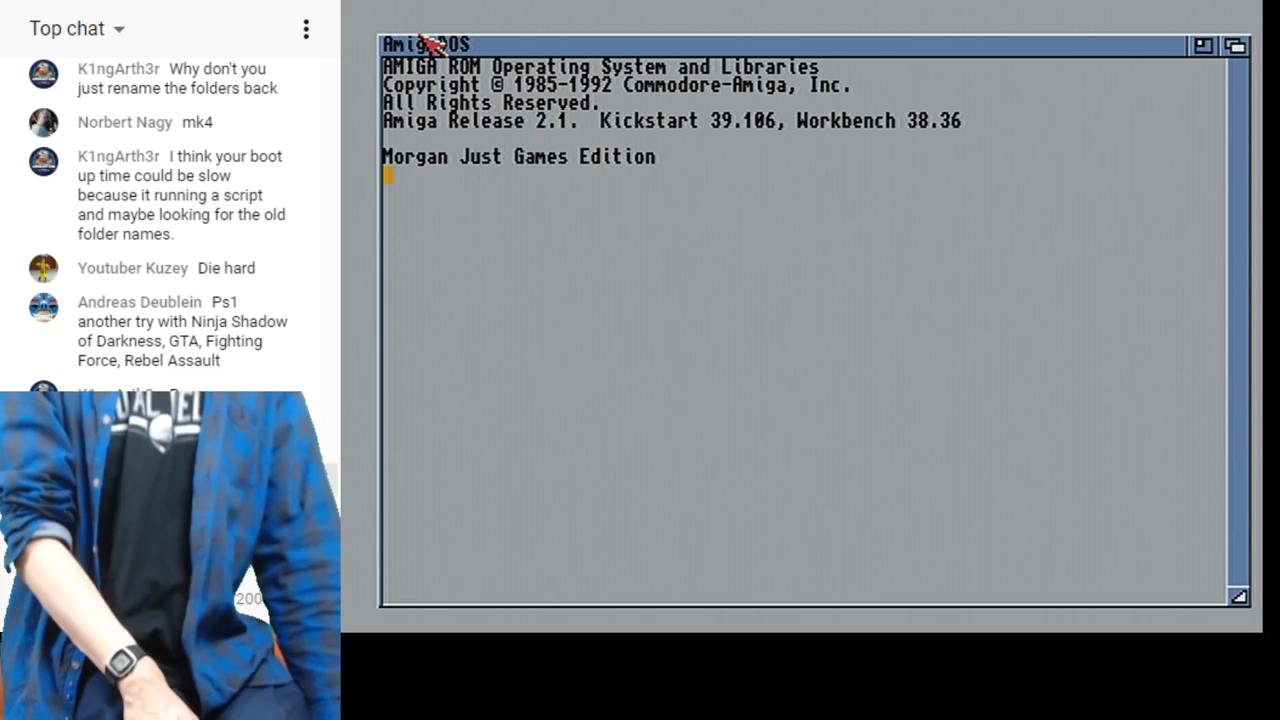 Top chat
K1ngArth3r Why don't you
just rename the folders back
Norbert Nagy mk4
K1ngArth3r I think your boot
up time could be slow
because it running a script
and maybe looking for the old
folder names.
Youtuber Kuzey Die hard
Andreas Deublein Ps1
another try with Ninja Shadow
of Darkness, GTA, Fighting
Force, Rebel Assault
AMIGA ROM Operating System and Libraries
Copyright © 1985-1992 Commodore-Amiga, Inc.
All Rights Reserved.
Amiga Release 2.1. Kickstart 39.106, Workbench 38.36
Morgan Just Games Edition